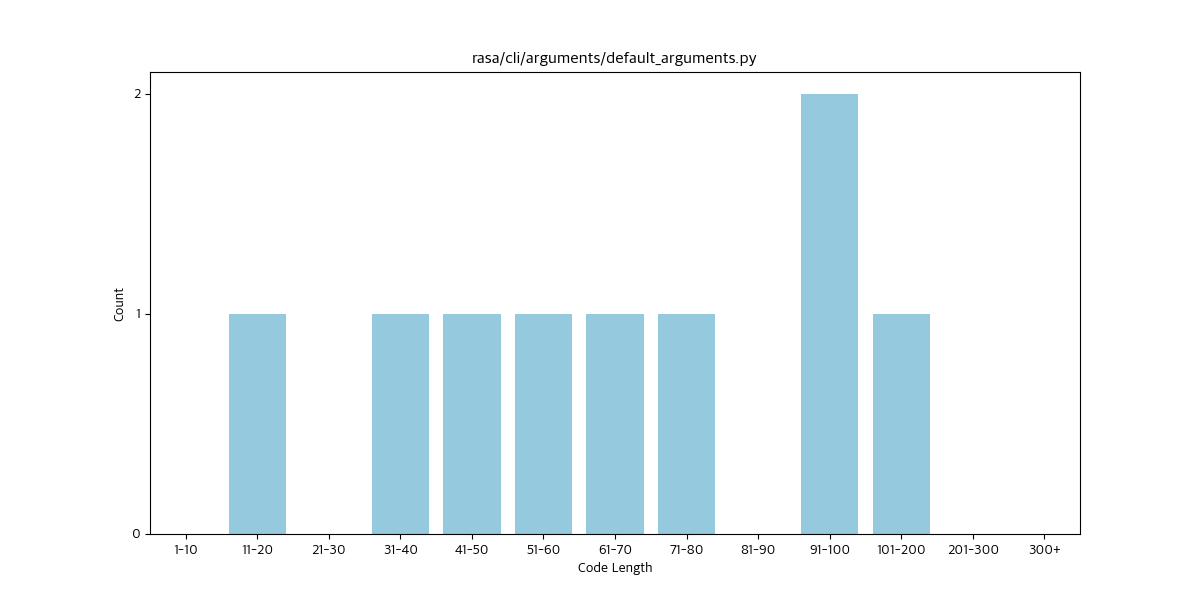 rasa/cli/arguments/default_arguments.py
2
1
0
Count
1-10 11-20 21-30 31-40 41-50 51-60 61-70 71-80 81-90 91-100 101-200 201-300 300+
Code Length